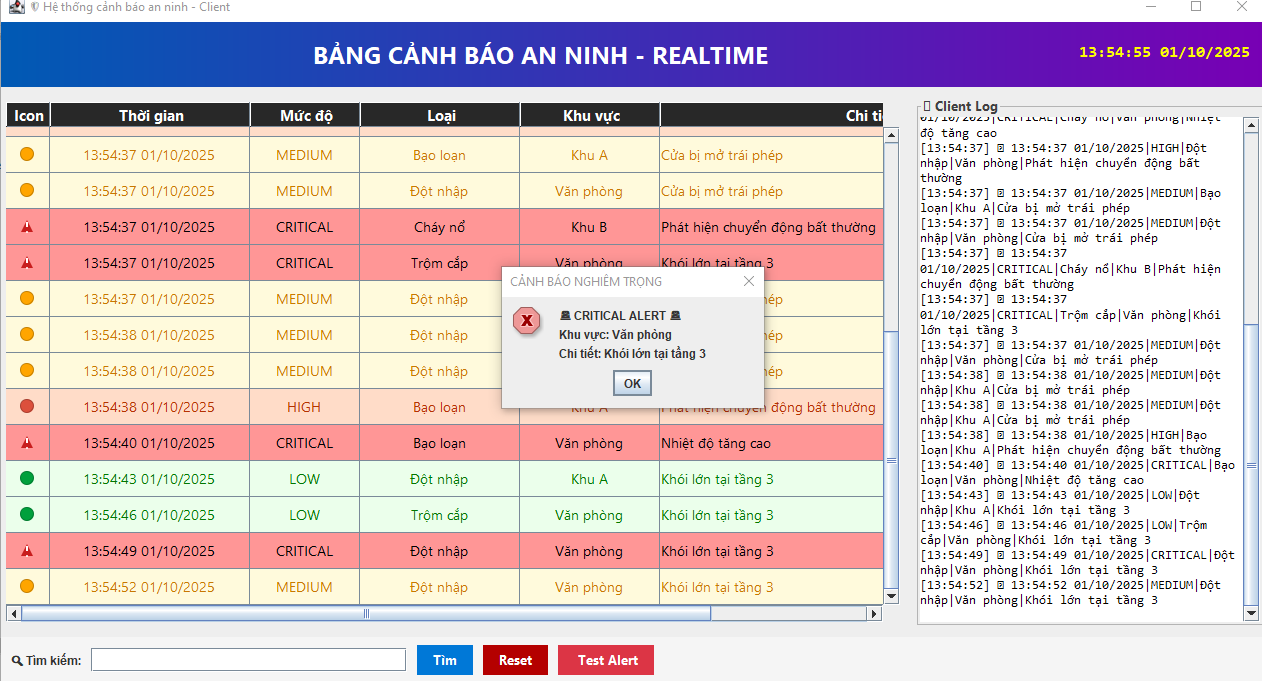 Hệ thống cảnh báo an ninh - Client
BẢNG CẢNH BÁO AN NINH - REALTIME
13:54:55 01/10/2025
Icon Thời gian Mức độ Loại Khu vực Chi ti
13:54:37 01/10/2025 MEDIUM Bạo loạn Khu A Cửa bị mở trái phép
13:54:37 01/10/2025 MEDIUM Đột nhập Văn phòng Cửa bị mở trái phép
13:54:37 01/10/2025 CRITICAL Cháy nổ Khu B Phát hiện chuyển động bất thường
13:54:37 01/10/2025 CRITICAL Trộm cắp Văn phòng Khói lớn tại tầng 3
13:54:37 01/10/2025 MEDIUM Đột nhập
13:54:38 01/10/2025 MEDIUM Đột nhập
13:54:38 01/10/2025 MEDIUM Đột nhập
13:54:38 01/10/2025 HIGH Bạo loạn Khu A Phát hiện chuyển động bất thường
13:54:40 01/10/2025 CRITICAL Bạo loạn Văn phòng Nhiệt độ tăng cao
13:54:43 01/10/2025 LOW Đột nhập Khu A Khói lớn tại tầng 3
13:54:46 01/10/2025 LOW Trộm cắp Văn phòng Khói lớn tại tầng 3
13:54:49 01/10/2025 CRITICAL Đột nhập Văn phòng Khói lớn tại tầng 3
13:54:52 01/10/2025 MEDIUM Đột nhập Văn phòng Khói lớn tại tầng 3
CẢNH BÁO NGHIÊM TRỌNG
CRITICAL ALERT
Khu vực: Văn phòng
Chi tiết: Khói lớn tại tầng 3
OK
Client Log
01/10/2025|CRITICAL|Cháy nổ|Văn phòng|Nhiệt
độ tăng cao
[13:54:37] 13:54:37 01/10/2025|HIGH|Đột
nhập|Văn phòng|Phát hiện chuyển động bất
thường
[13:54:37] 13:54:37 01/10/2025|MEDIUM|Bạo
loạn|Khu A|Cửa bị mở trái phép
[13:54:37] 13:54:37 01/10/2025|MEDIUM|Đột
nhập|Văn phòng|Cửa bị mở trái phép
[13:54:37] 13:54:37
01/10/2025|CRITICAL|Cháy nổ|Khu B|Phát hiện
chuyển động bất thường
[13:54:37] 13:54:37
01/10/2025|CRITICAL|Trộm cắp|Văn phòng|Khói
lớn tại tầng 3
[13:54:37] 13:54:37 01/10/2025|MEDIUM|Đột
nhập|Văn phòng|Cửa bị mở trái phép
[13:54:38] 13:54:38 01/10/2025|MEDIUM|Đột
nhập|Khu A|Cửa bị mở trái phép
[13:54:38] 13:54:38 01/10/2025|MEDIUM|Đột
nhập|Khu A|Cửa bị mở trái phép
[13:54:38] 13:54:38 01/10/2025|HIGH|Bạo
loạn|Khu A|Phát hiện chuyển động bất thường
[13:54:40] 13:54:40 01/10/2025|CRITICAL|Bạo
loạn|Văn phòng|Nhiệt độ tăng cao
[13:54:43] 13:54:43 01/10/2025|LOW|Đột
nhập|Khu A|Khói lớn tại tầng 3
[13:54:46] 13:54:46 01/10/2025|LOW|Trộm
cắp|Văn phòng|Khói lớn tại tầng 3
[13:54:49] 13:54:49 01/10/2025|CRITICAL|Đột
nhập|Văn phòng|Khói lớn tại tầng 3
[13:54:52] 13:54:52 01/10/2025|MEDIUM|Đột
nhập|Văn phòng|Khói lớn tại tầng 3
Tìm kiếm: Tìm Reset Test Alert